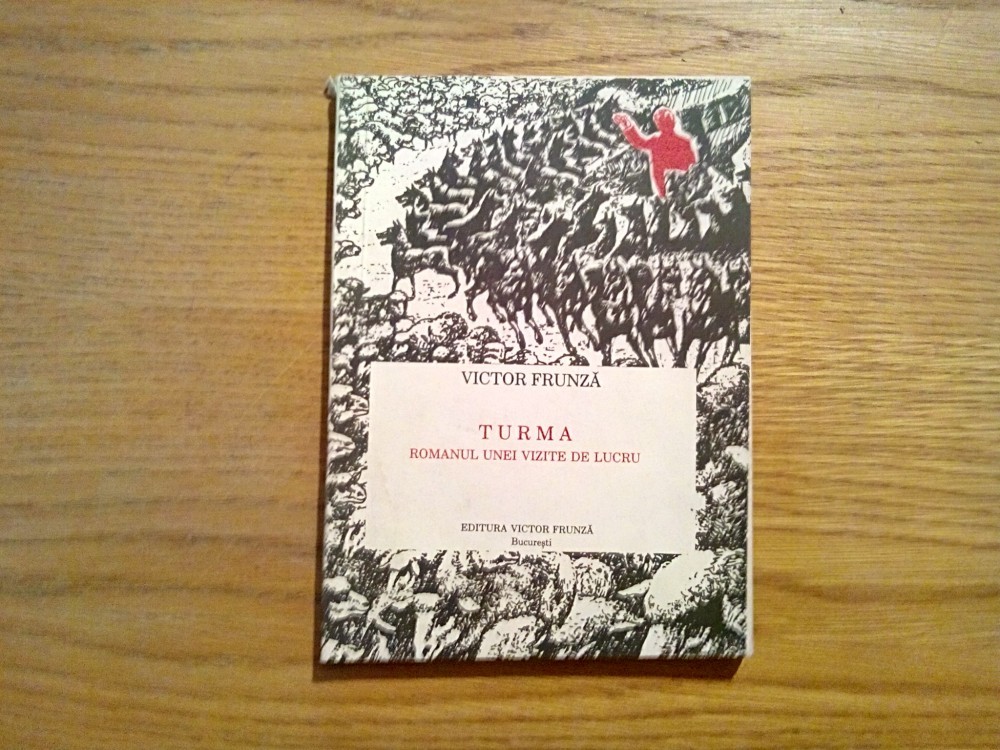 VICTOR FRUNZĂ
TURMA
ROMANUL UNEI VIZITE DE LUCRU
EDITURA VICTOR FRUNZĂ
București